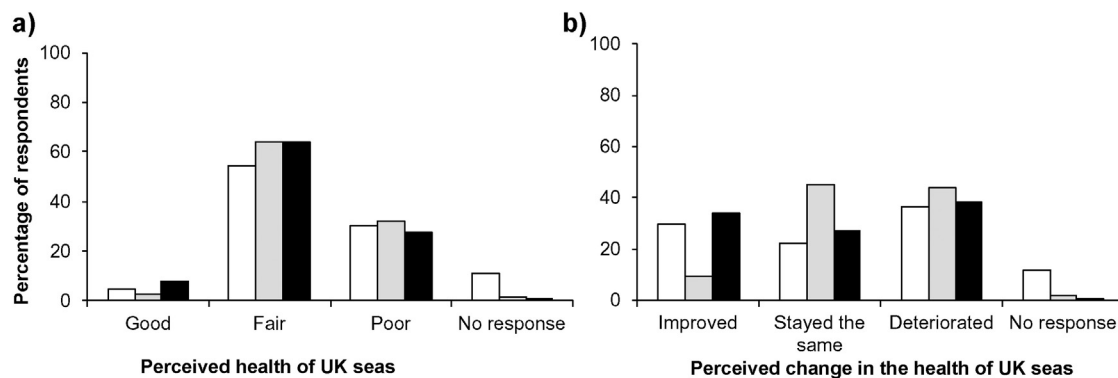 a)
Percentage of respondents
100
80
60
40
20
0
Good Fair Poor No response
Perceived health of UK seas
b)
100
80
60
40
20
0
Improved Stayed the same Deteriorated No response
Perceived change in the health of UK seas